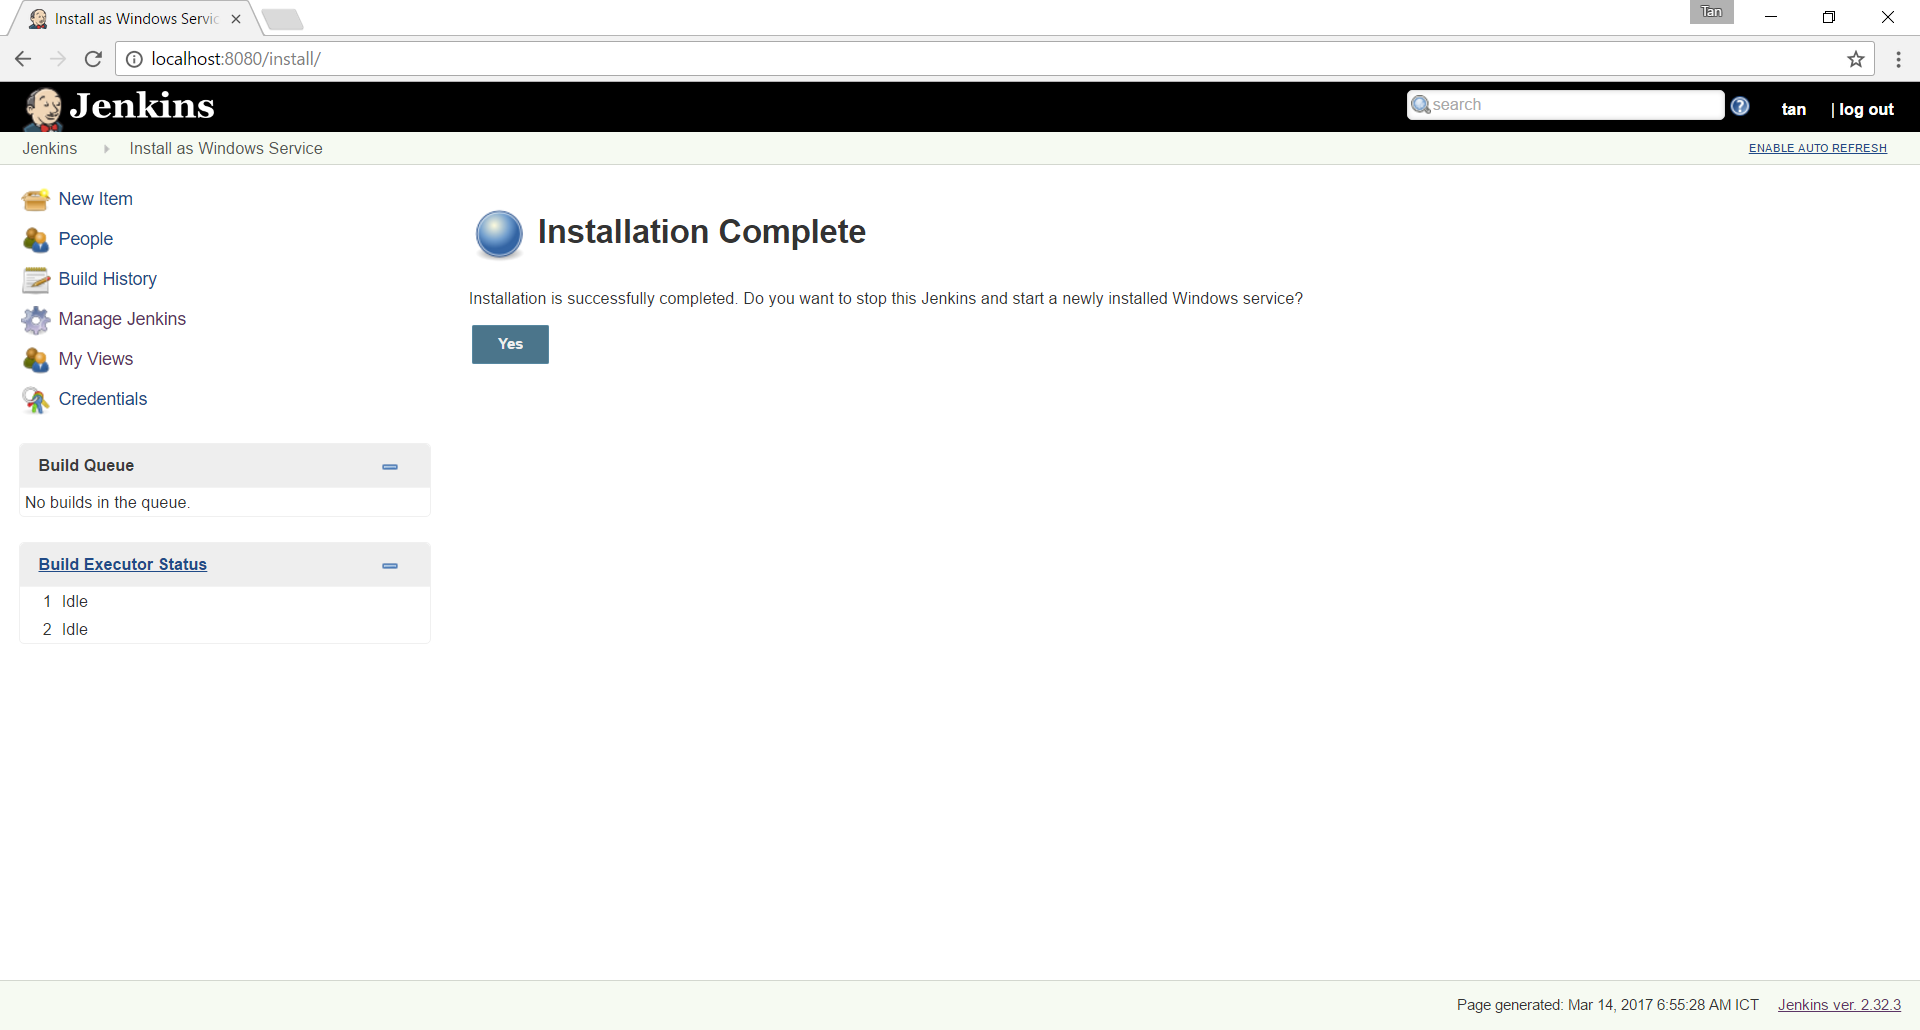 Install as Windows Servic
Tan
localhost:8080/install/
Jenkins
search
tan
| log out
Jenkins
Install as Windows Service
ENABLE AUTO REFRESH
New Item
People
Build History
Manage Jenkins
My Views
Credentials
Installation Complete
Installation is successfully completed. Do you want to stop this Jenkins and start a newly installed Windows service?
Yes
Build Queue
No builds in the queue.
Build Executor Status
1 Idle
2 Idle
Page generated: Mar 14, 2017 6:55:28 AM ICT
Jenkins ver. 2.32.3